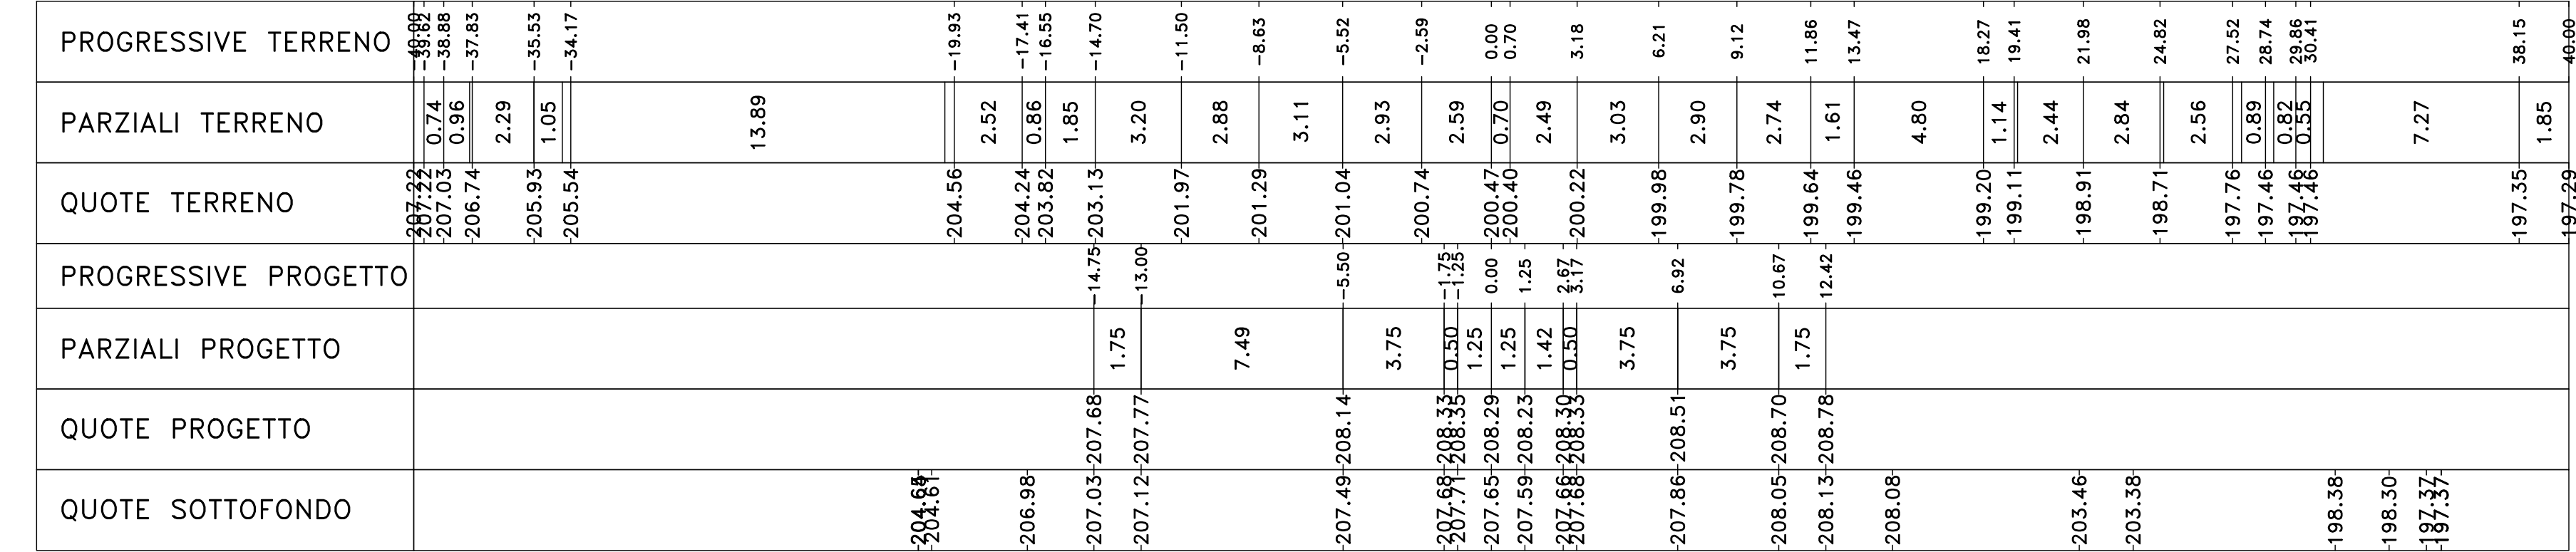 PROGRESSIVE TERRENO -40.00 -39.62 -38.88 -37.83 -35.53 -34.17 -19.93 -17.41 -16.55 -14.70 -11.50 -8.63 -5.52 -2.59 0.00 0.70 3.18 6.21 9.12 11.86 13.47 18.27 19.41 21.98 24.82 27.52 28.74 29.86 30.41 38.15 40.00
PARZIALI TERRENO 0.74 0.96 2.29 1.05 13.89 2.52 0.86 1.85 3.20 2.88 3.11 2.93 2.59 0.70 2.49 3.03 2.90 2.74 1.61 4.80 1.14 2.44 2.84 2.56 0.89 0.82 0.55 7.27 1.85
QUOTE TERRENO 207.22 207.22 207.03 206.74 205.93 205.54 204.56 204.24 203.82 203.13 201.97 201.29 201.04 200.74 200.47 200.40 200.22 199.98 199.78 199.64 199.46 199.20 199.11 198.91 198.71 197.76 197.46 197.46 197.46 197.35 197.29
PROGRESSIVE PROGETTO -14.75 -13.00 -5.50 -1.75 -1.25 0.00 1.25 2.67 3.17 6.92 10.67 12.42
PARZIALI PROGETTO 1.75 7.49 3.75 0.50 1.25 1.25 1.42 0.50 3.75 3.75 1.75
QUOTE PROGETTO 207.68 207.77 208.14 208.33 208.35 208.29 208.23 208.30 208.33 208.51 208.70 208.78
QUOTE SOTTOFONDO 204.61 206.98 207.03 207.12 207.49 207.68 207.71 207.65 207.59 207.66 207.68 207.86 208.05 208.13 208.08 203.46 203.38 198.38 198.30 197.37 197.37